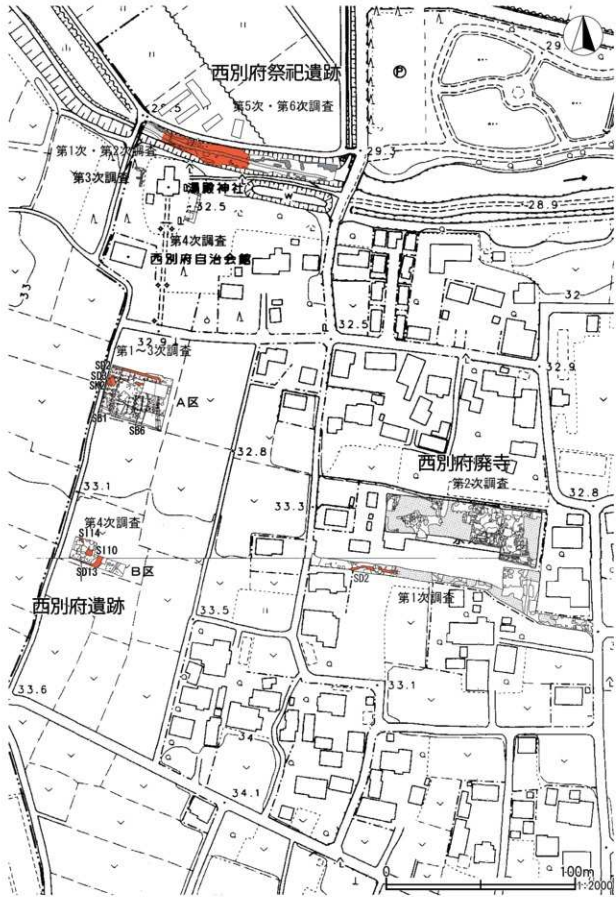 西別府祭祀遺跡
第5次・第6次調査
29
P
第1次・第2次調査
29.3
第3次調査
湯殿神社
32.5
28.9
第4次調査
西別府自治会館
33
32
32.5
32.9
第1～3次調査
32.9
SD2
SD3
A区
SB1
SB6
西別府廃寺
32.8
第2次調査
32.8
33.1
33.3
第4次調査
SI14
SI10
SD13
B区
SD2
第1次調査
西別府遺跡
33.5
33.1
33.6
34
34.1
0
100m
1:2000